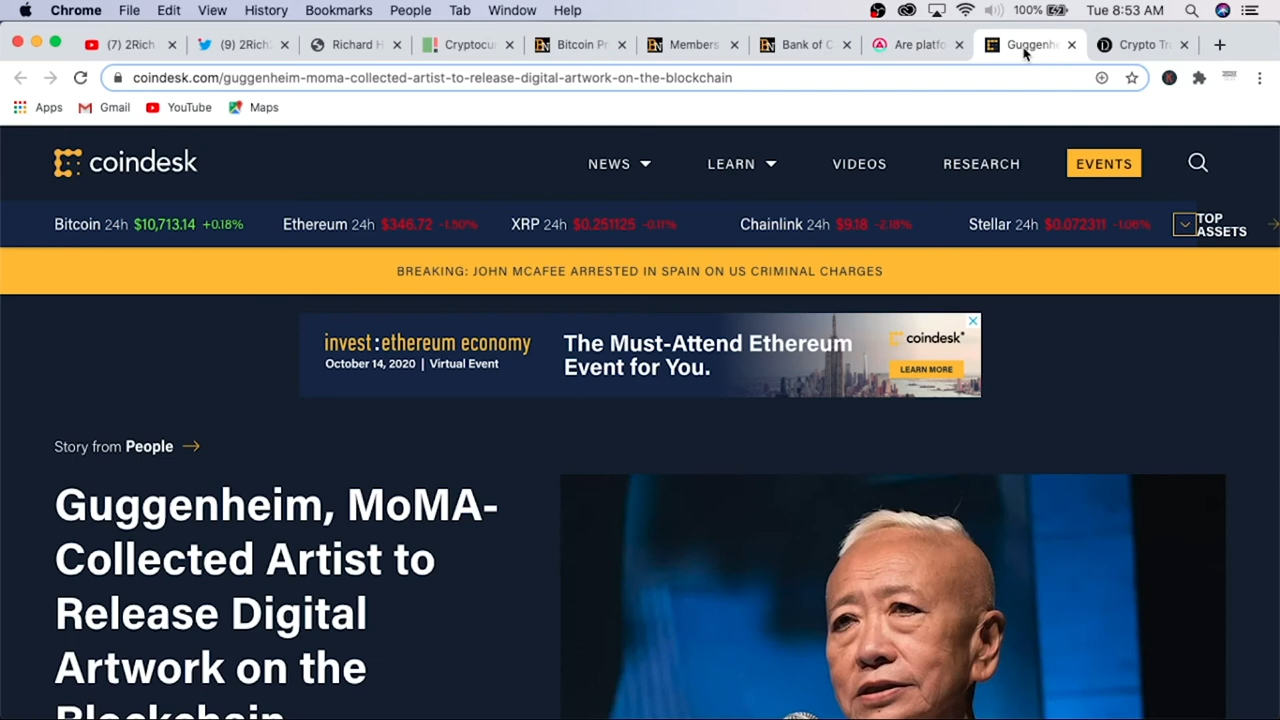 Chrome File Edit View History Bookmarks People Tab Window Help 100% Tue 8:53 AM
(7) 2Rich (9) 2Rich Richard H Cryptocur Bitcoin Pr Members Bank of C Are platfo Guggenhe Crypto Tr
coindesk.com/guggenheim-moma-collected-artist-to-release-digital-artwork-on-the-blockchain
Apps Gmail YouTube Maps
coindesk NEWS LEARN VIDEOS RESEARCH EVENTS
Bitcoin 24h $10,713.14 +0.18% Ethereum 24h $346.72 -1.50% XRP 24h $0.251125 -0.11% Chainlink 24h $9.18 -2.18% Stellar 24h $0.072311 -1.06% TOP
ASSETS
BREAKING: JOHN MCAFEE ARRESTED IN SPAIN ON US CRIMINAL CHARGES
invest:ethereum economy
October 14, 2020 | Virtual Event
The Must-Attend Ethereum
Event for You.
coindesk
LEARN MORE
Story from People →
Guggenheim, MoMA-
Collected Artist to
Release Digital
Artwork on the
Blockchain